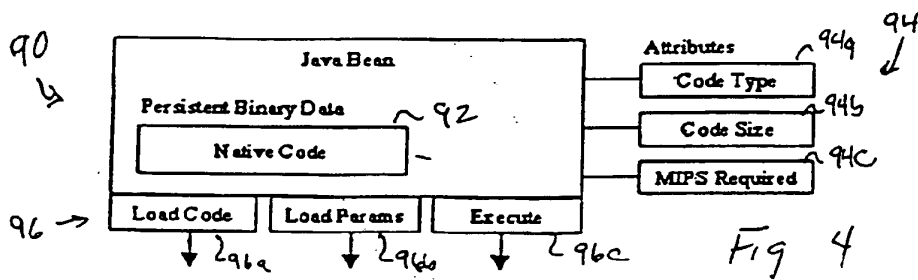 90
Java Bean
Attributes
94a
94
Code Type
Persistent Binary Data
92
94b
Native Code
Code Size
94c
MIPS Required
96
Load Code
Load Params
Execute
96a
96b
96c
Fig 4